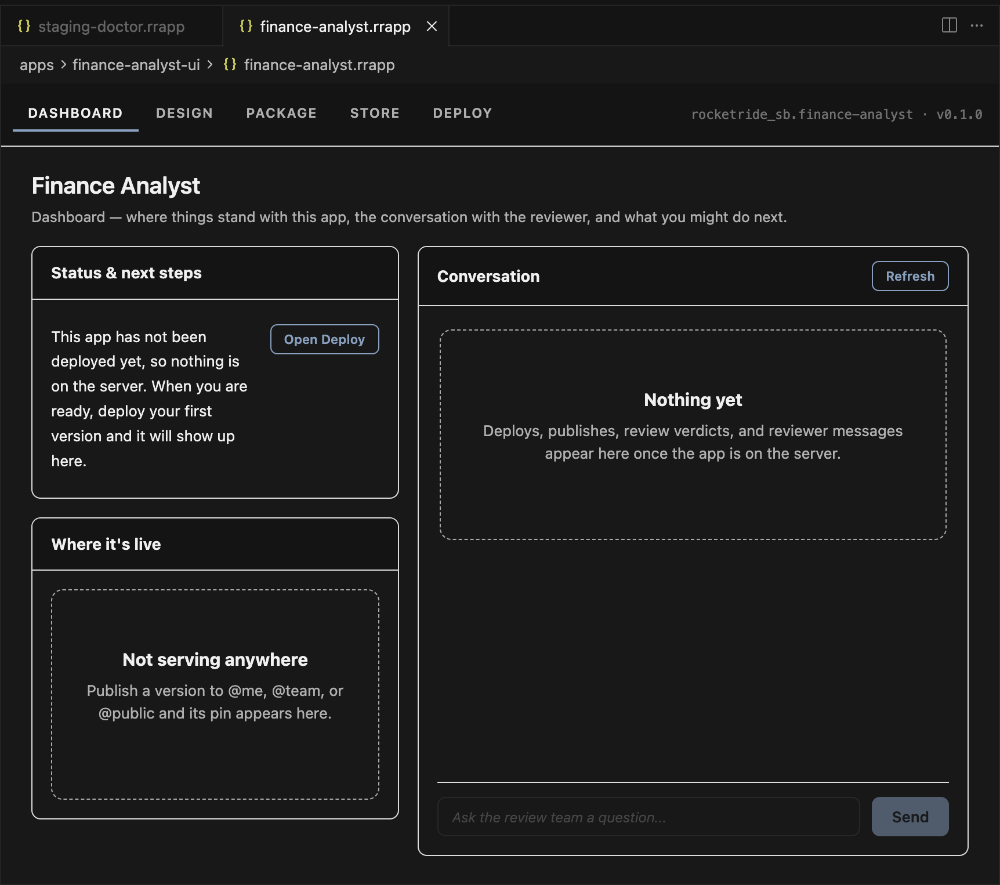 {} staging-doctor.rrapp
{} finance-analyst.rrapp
apps > finance-analyst-ui > {} finance-analyst.rrapp
DASHBOARD DESIGN PACKAGE STORE DEPLOY
rocketride_sb.finance-analyst · v0.1.0
Finance Analyst
Dashboard — where things stand with this app, the conversation with the reviewer, and what you might do next.
Status & next steps
This app has not been
deployed yet, so nothing is
on the server. When you are
ready, deploy your first
version and it will show up
here.
Open Deploy
Where it's live
Not serving anywhere
Publish a version to @me, @team, or
@public and its pin appears here.
Conversation
Refresh
Nothing yet
Deploys, publishes, review verdicts, and reviewer messages
appear here once the app is on the server.
Ask the review team a question...
Send